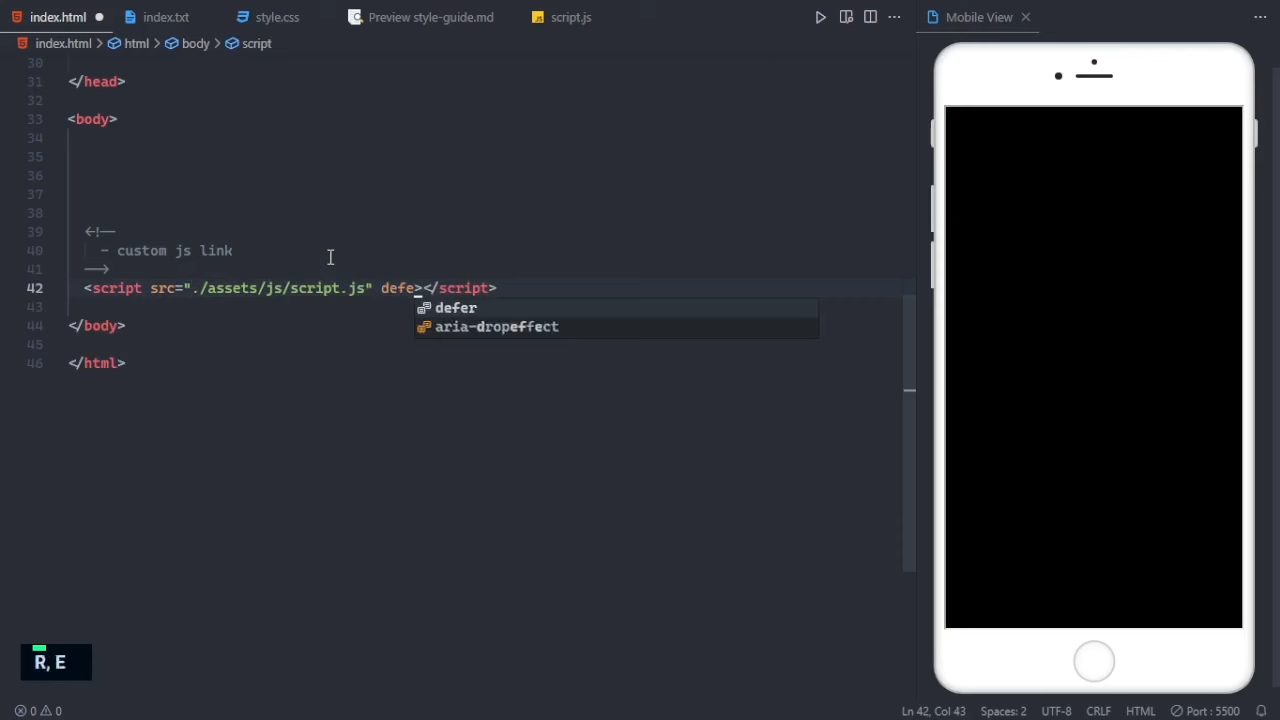 index.html
index.txt
style.css
Preview style-guide.md
JS script.js
Mobile View
index.html > html > body > script
30
31 </head>
32
33 <body>
34
35
36
37
38
39 <!--
40 - custom js link
41 -->
42 <script src="./assets/js/script.js" defe></script>
defer
aria-dropeffect
43
44 </body>
45
46 </html>
R, E
0 0
Ln 42, Col 43 Spaces: 2 UTF-8 CRLF HTML Port : 5500